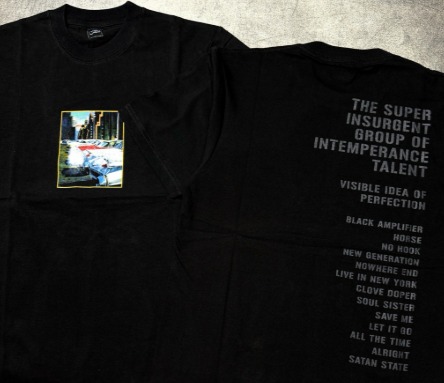 THE SUPER
INSURGENT
GROUP OF
INTEMPERANCE
TALENT
VISIBLE IDEA OF
PERFECTION
BLACK AMPLIFIER
HORSE
NO HOOK
NEW GENERATION
NOWHERE END
LIVE IN NEW YORK
CLOVE DOPER
SOUL SISTER
SAVE ME
LET IT GO
ALL THE TIME
ALRIGHT
SATAN STATE